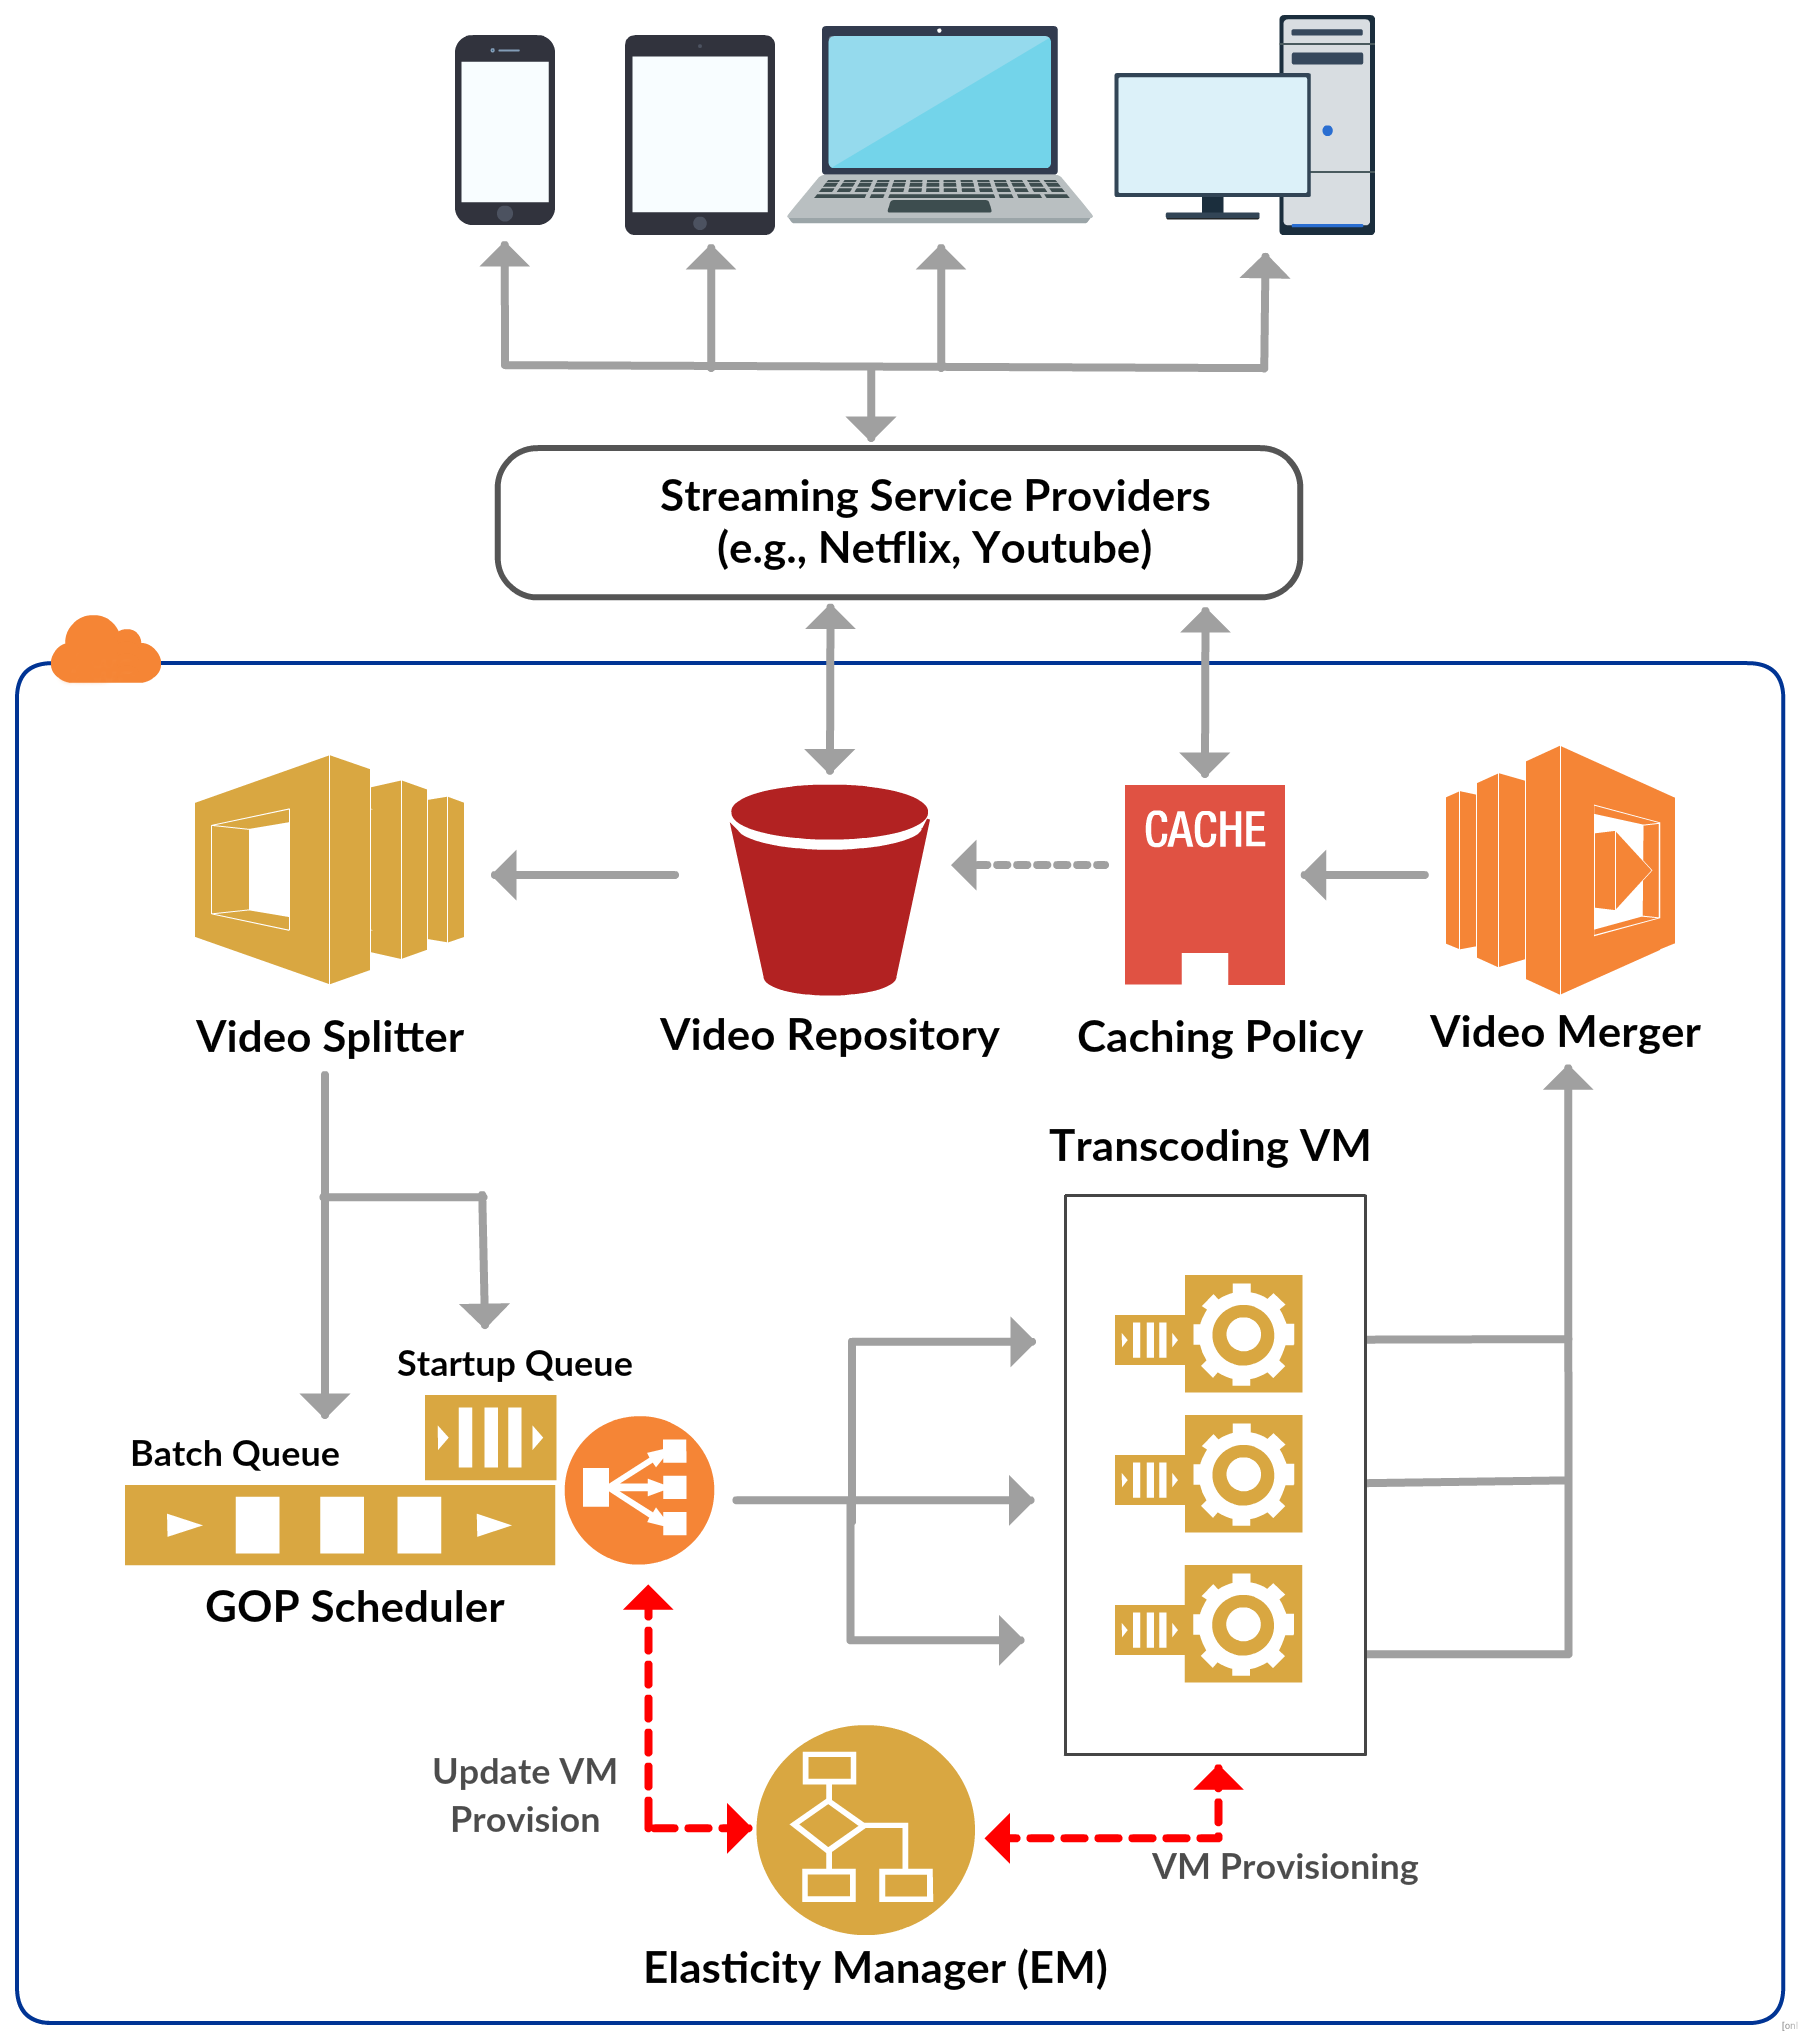 Streaming Service Providers
(e.g., Netflix, Youtube)
CACHE
Video Splitter
Video Repository
Caching Policy
Video Merger
Transcoding VM
Startup Queue
Batch Queue
GOP Scheduler
Update VM
Provision
VM Provisioning
Elasticity Manager (EM)